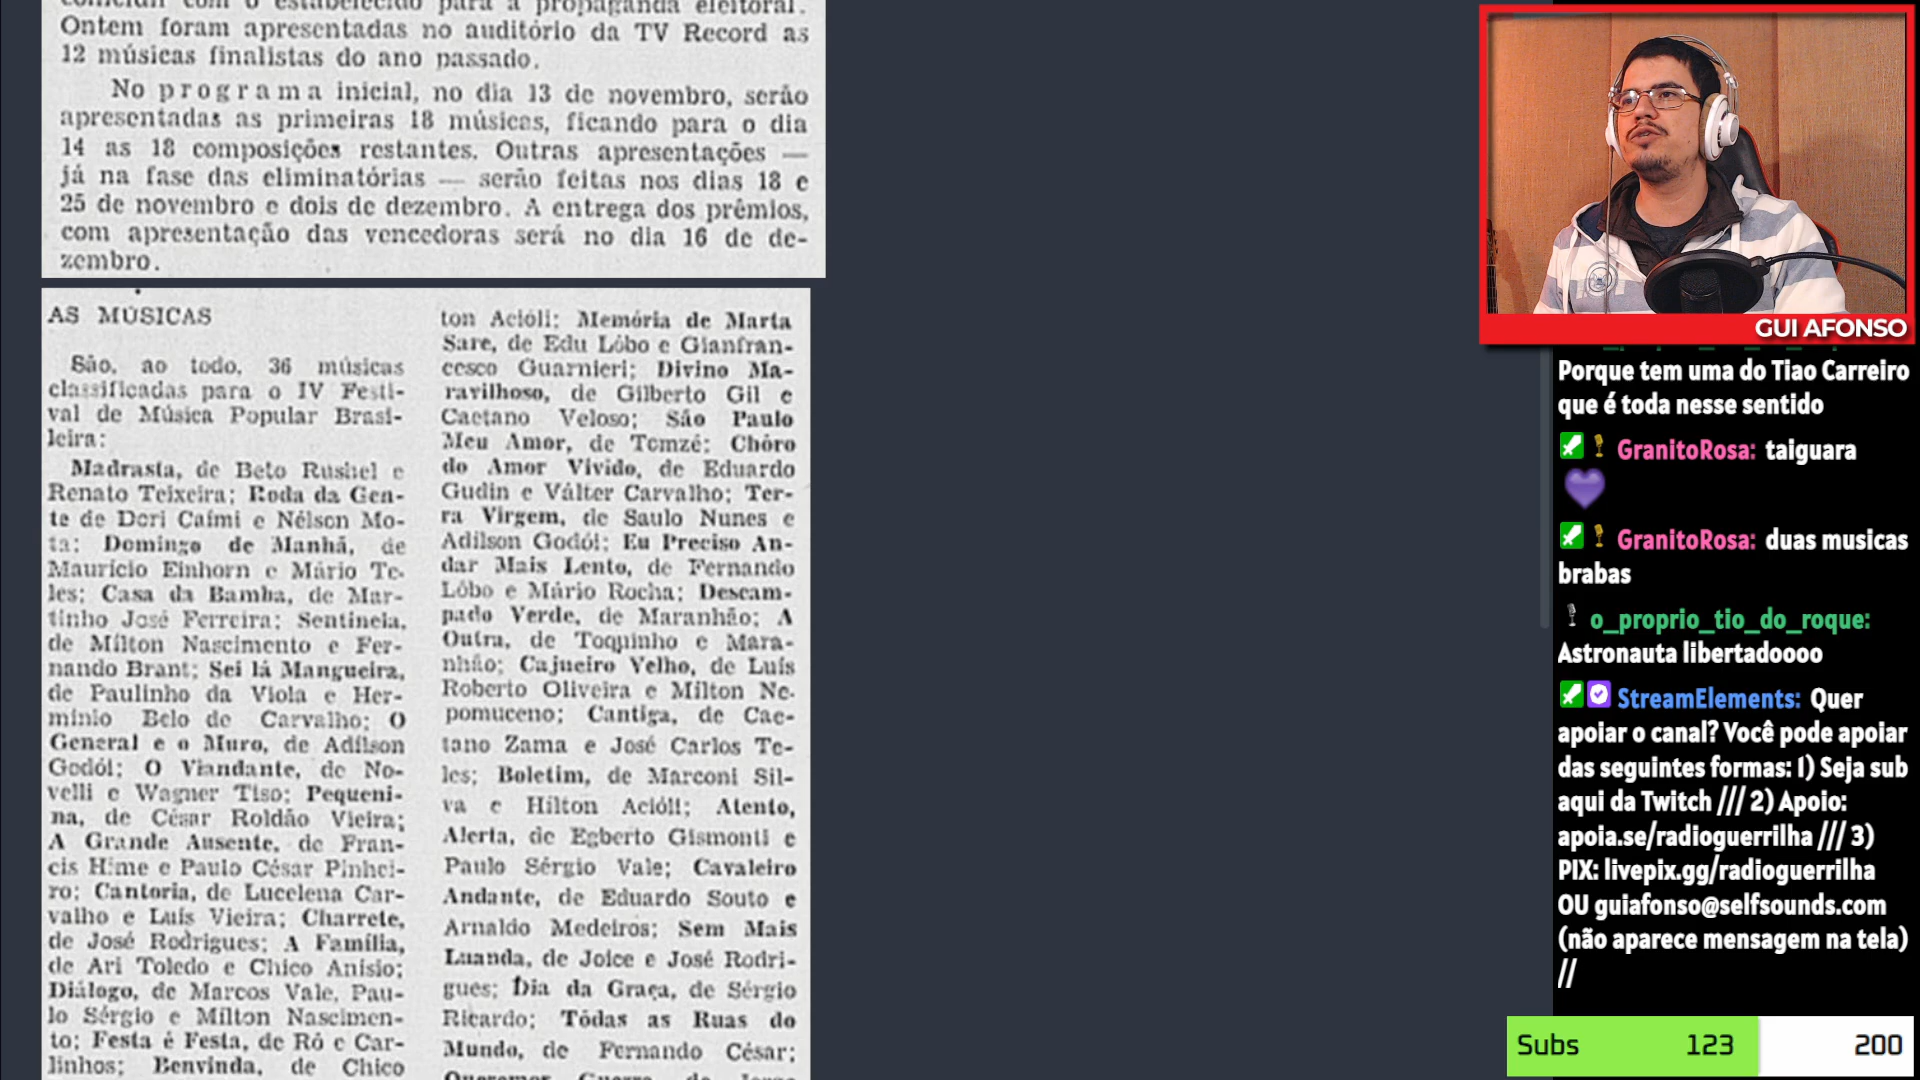 coincidir com o estabelecido para a propaganda eleitoral.
Ontem foram apresentadas no auditório da TV Record as
12 músicas finalistas do ano passado.
No programa inicial, no dia 13 de novembro, serão
apresentadas as primeiras 18 músicas, ficando para o dia
14 as 18 composições restantes. Outras apresentações —
já na fase das eliminatórias — serão feitas nos dias 18 e
25 de novembro e dois de dezembro. A entrega dos prêmios,
com apresentação das vencedoras será no dia 16 de de-
zembro.
AS MÚSICAS
São, ao todo, 36 músicas
classificadas para o IV Festi-
val de Música Popular Brasi-
leira:
Madrasta, de Beto Rushel e
Renato Teixeira; Roda da Gen-
te de Dori Caími e Nélson Mo-
ta; Domingo de Manhã, de
Maurício Einhorn e Mário Te-
les; Casa da Bamba, de Mar-
tinho José Ferreira; Sentinela,
de Mílton Nascimento e Fer-
nando Brant; Sei lá Mangueira,
de Paulinho da Viola e Her-
mínio Belo de Carvalho; O
General e o Muro, de Adílson
Godói; O Viandante, de No-
velli e Wagner Tiso; Pequeni-
na, de César Roldão Vieira;
A Grande Ausente, de Fran-
cis Hime e Paulo César Pinhei-
ro; Cantoria, de Lucelena Car-
valho e Luís Vieira; Charrete,
de José Rodrigues; A Família,
de Ari Toledo e Chico Anísio;
Diálogo, de Marcos Vale, Pau-
lo Sérgio e Mílton Nascimen-
to; Festa é Festa, de Ró e Car-
linhos; Benvinda, de Chico
ton Acióli; Memória de Marta
Sare, de Edu Lôbo e Gianfran-
cesco Guarnieri; Divino Ma-
ravilhoso, de Gilberto Gil e
Caetano Veloso; São Paulo
Meu Amor, de Tomzé; Chôro
do Amor Vivido, de Eduardo
Gudin e Válter Carvalho; Ter-
ra Virgem, de Saulo Nunes e
Adilson Godói; Eu Preciso An-
dar Mais Lento, de Fernando
Lôbo e Mário Rocha; Descam-
pado Verde, de Maranhão; A
Outra, de Toquinho e Mara-
nhão; Cajueiro Velho, de Luís
Roberto Oliveira e Mílton Ne-
pomuceno; Cantiga, de Cae-
tano Zama e José Carlos Te-
les; Boletim, de Marconi Sil-
va e Hílton Acióli; Atento,
Alerta, de Egberto Gismonti e
Paulo Sérgio Vale; Cavaleiro
Andante, de Eduardo Souto e
Arnaldo Medeiros; Sem Mais
Luanda, de Joice e José Rodri-
gues; Dia da Graça, de Sérgio
Ricardo; Tôdas as Ruas do
Mundo, de Fernando César;
Queremos Guerra, de Jorge
GUI AFONSO
Porque tem uma do Tiao Carreiro
que é toda nesse sentido
GranitoRosa: taiguara
GranitoRosa: duas musicas
brabas
o_proprio_tio_do_roque:
Astronauta libertadoooo
StreamElements: Quer
apoiar o canal? Você pode apoiar
das seguintes formas: 1) Seja sub
aqui da Twitch /// 2) Apoio:
apoia.se/radioguerrilha /// 3)
PIX: livepix.gg/radioguerrilha
OU guiafonso@selfsounds.com
(não aparece mensagem na tela)
//
Subs 123 200